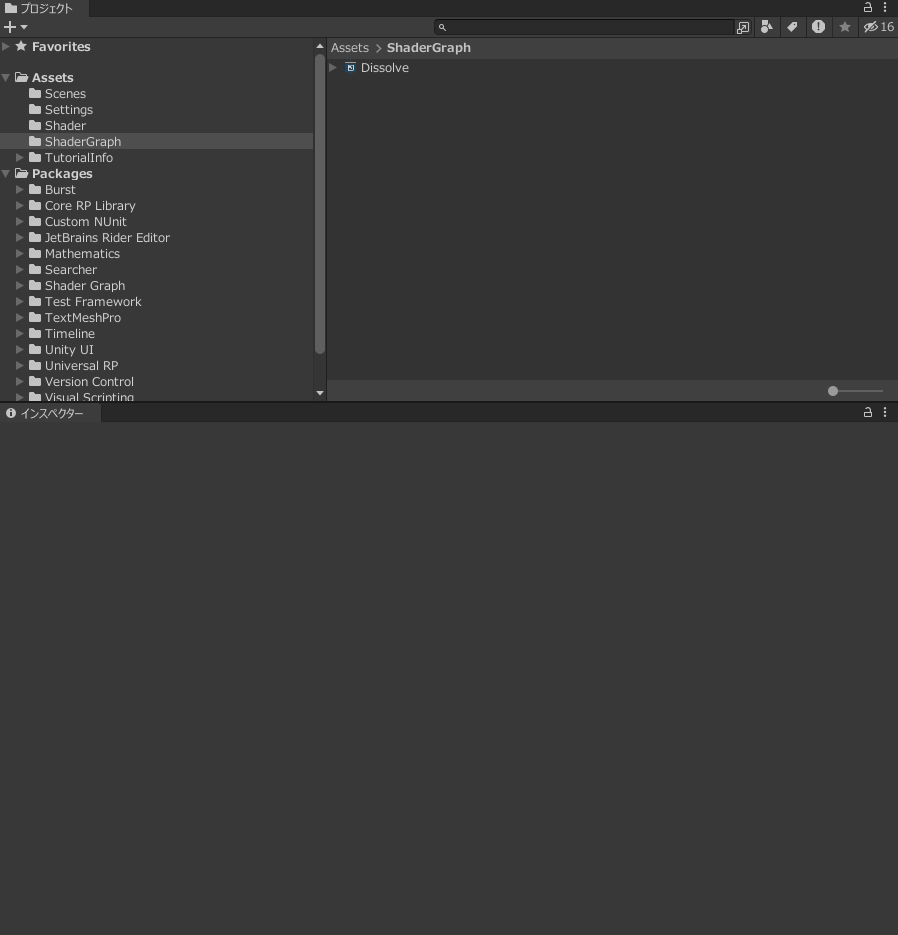 プロジェクト
16
Favorites
Assets
Scenes
Settings
Shader
ShaderGraph
TutorialInfo
Packages
Burst
Core RP Library
Custom NUnit
JetBrains Rider Editor
Mathematics
Searcher
Shader Graph
Test Framework
TextMeshPro
Timeline
Unity UI
Universal RP
Version Control
Visual Scripting
Assets > ShaderGraph
Dissolve
インスペクター